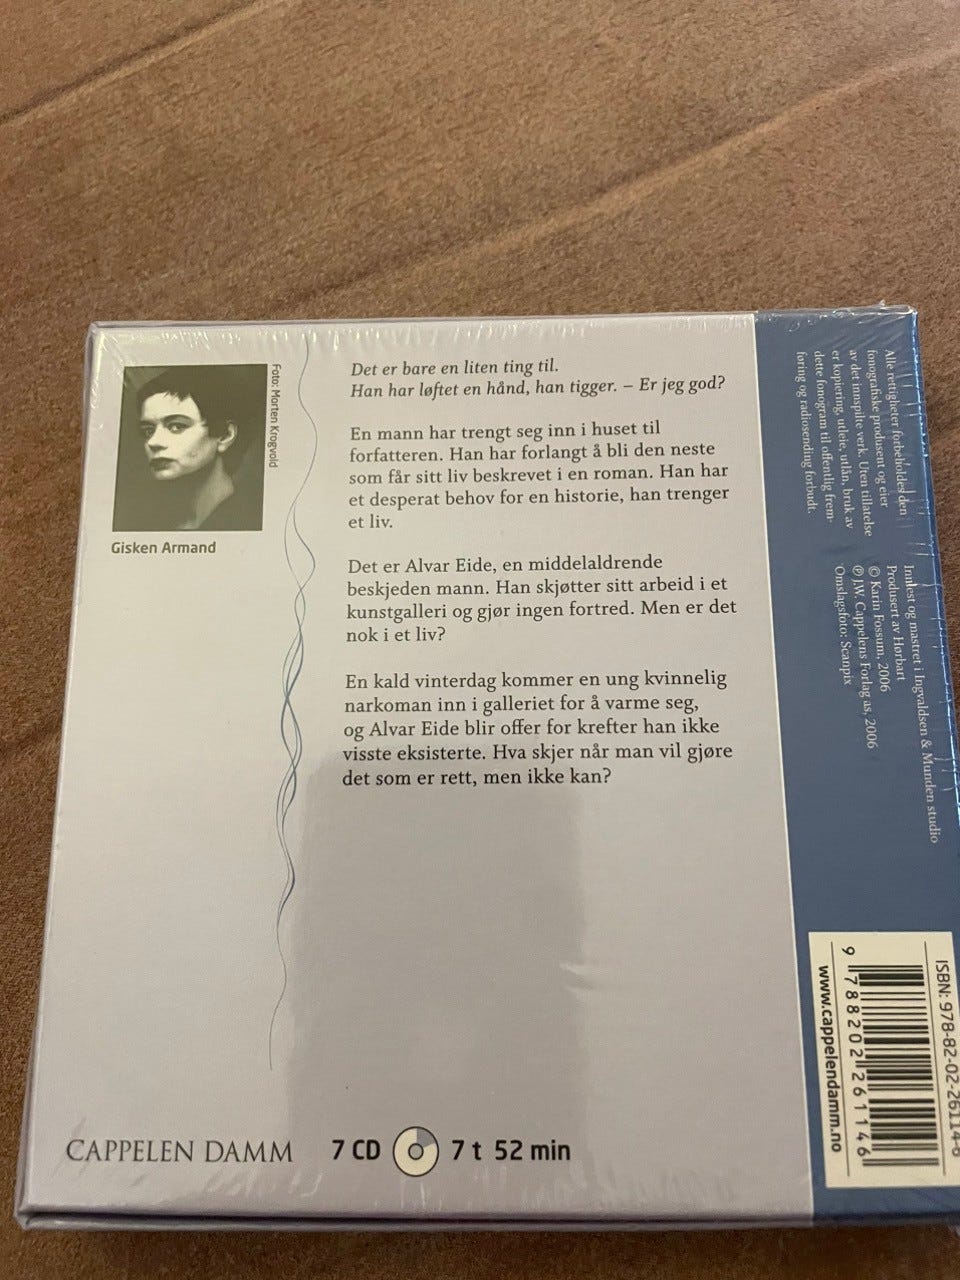 Foto: Morten Krogvold
Gisken Armand
Det er bare en liten ting til.
Han har løftet en hånd, han tigger. – Er jeg god?
En mann har trengt seg inn i huset til
forfatteren. Han har forlangt å bli den neste
som får sitt liv beskrevet i en roman. Han har
et desperat behov for en historie, han trenger
et liv.
Det er Alvar Eide, en middelaldrende
beskjeden mann. Han skjøtter sitt arbeid i et
kunstgalleri og gjør ingen fortred. Men er det
nok i et liv?
En kald vinterdag kommer en ung kvinnelig
narkoman inn i galleriet for å varme seg,
og Alvar Eide blir offer for krefter han ikke
visste eksisterte. Hva skjer når man vil gjøre
det som er rett, men ikke kan?
CAPPELEN DAMM
7 CD
7 t 52 min
Alle rettigheter forbeholdes den
fonografiske produsent og eier
av det innspilte verk. Uten tillatelse
er kopiering, utleie, utlån, bruk av
dette fonogram til offentlig frem-
føring og radiosending forbudt.
Innlest og mastret i Ingvaldsen & Munden studio
Produsert av Hørbart
© Karin Fossum, 2006
℗ J.W. Cappelens Forlag as, 2006
Omslagsfoto: Scanpix
ISBN: 978-82-02-26114-6
9 788202 261146
www.cappelendamm.no